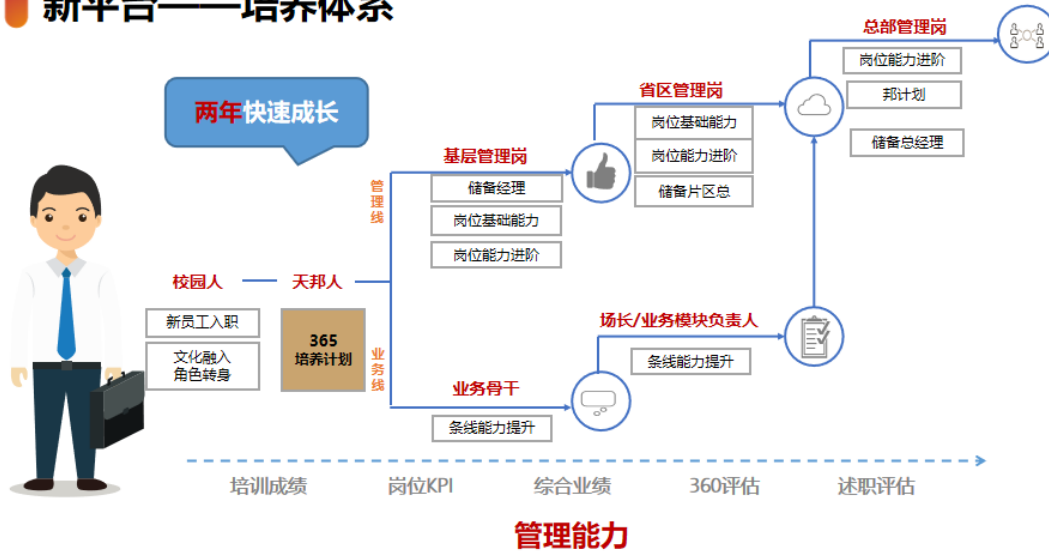 新平台——培养体系
两年快速成长
总部管理岗
岗位能力进阶
邦计划
储备总经理
省区管理岗
岗位基础能力
岗位能力进阶
储备片区总
基层管理岗
储备经理
岗位基础能力
岗位能力进阶
管理线
校园人
天邦人
新员工入职
文化融入
角色转身
365
培养计划
业务线
场长/业务模块负责人
条线能力提升
业务骨干
条线能力提升
培训成绩
岗位KPI
综合业绩
360评估
述职评估
管理能力